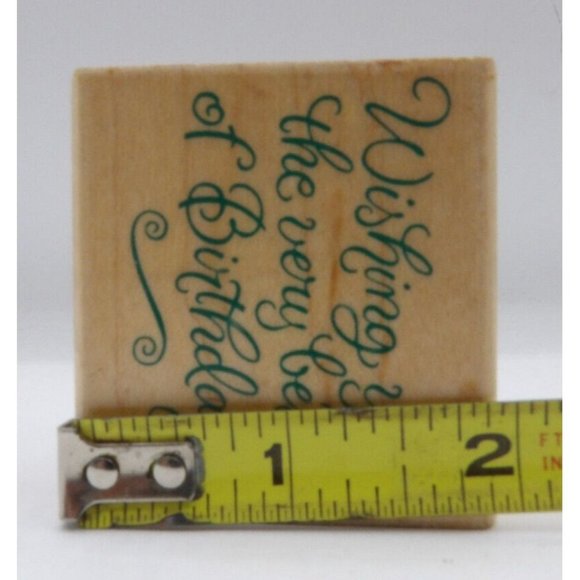 Wishing
the very
of
1 2 FT
IN